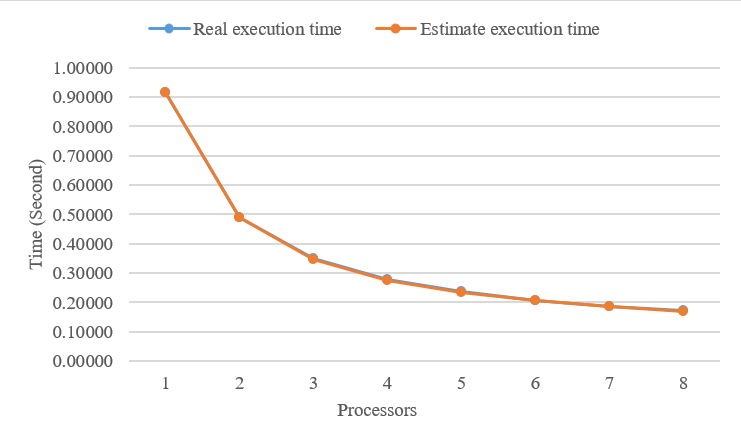 Real execution time
Estimate execution time
1.00000
0.90000
0.80000
0.70000
0.60000
0.50000
0.40000
0.30000
0.20000
0.10000
0.00000
Time (Second)
1 2 3 4 5 6 7 8
Processors